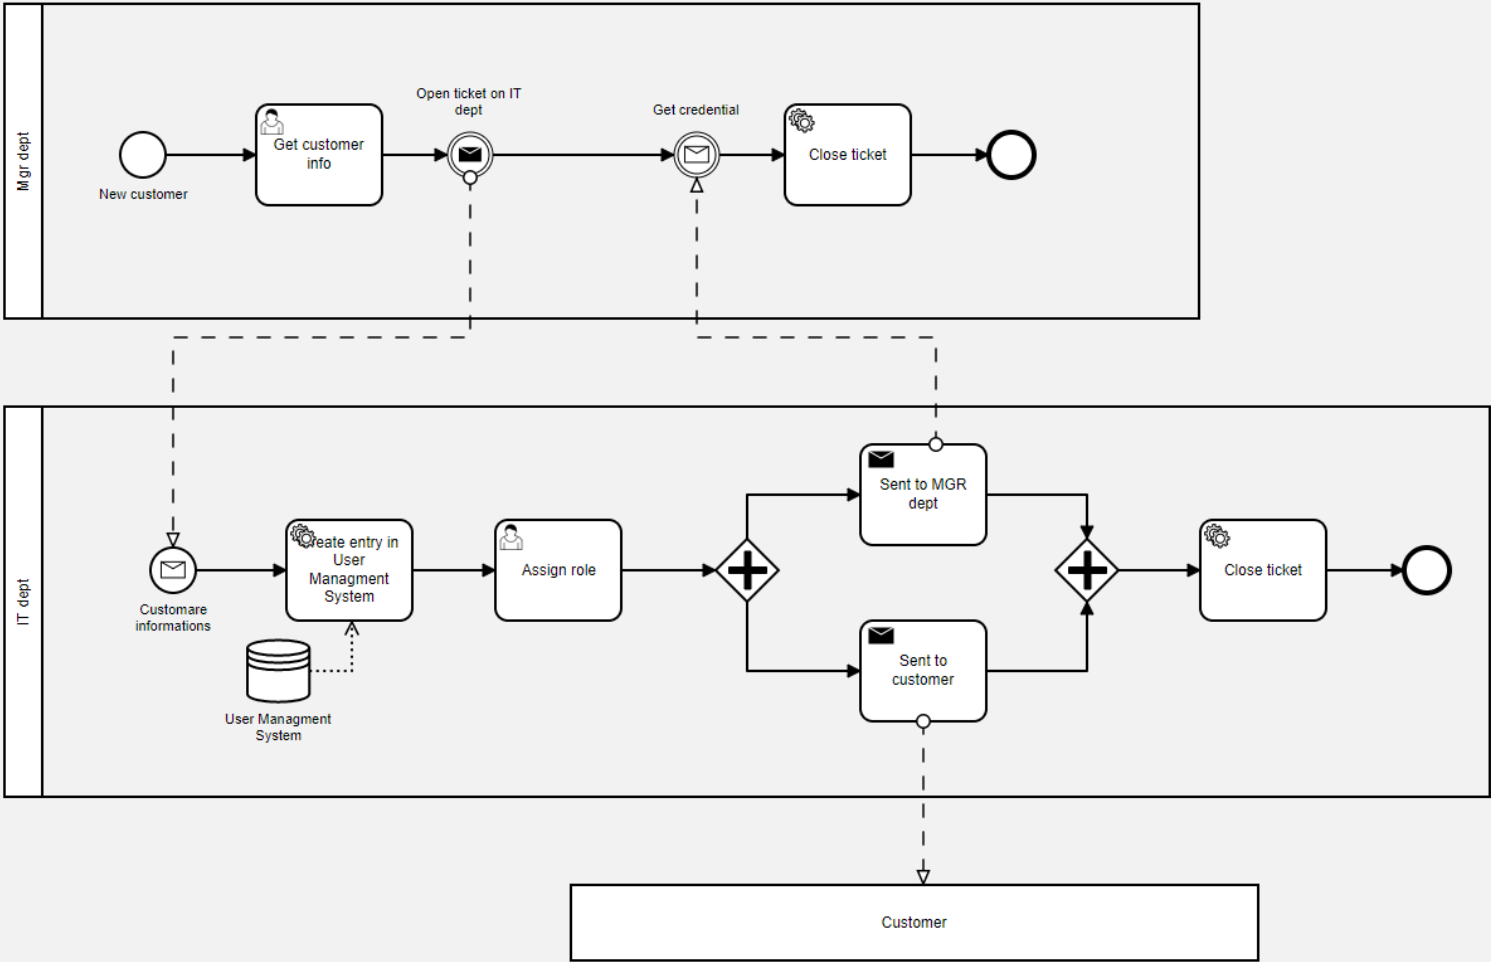 Mgr dept
New customer
Get customer
info
Open ticket on IT
dept
Get credential
Close ticket
IT dept
Customare
informations
reate entry in
User
Managment
System
User Managment
System
Assign role
Sent to MGR
dept
Sent to
customer
Close ticket
Customer